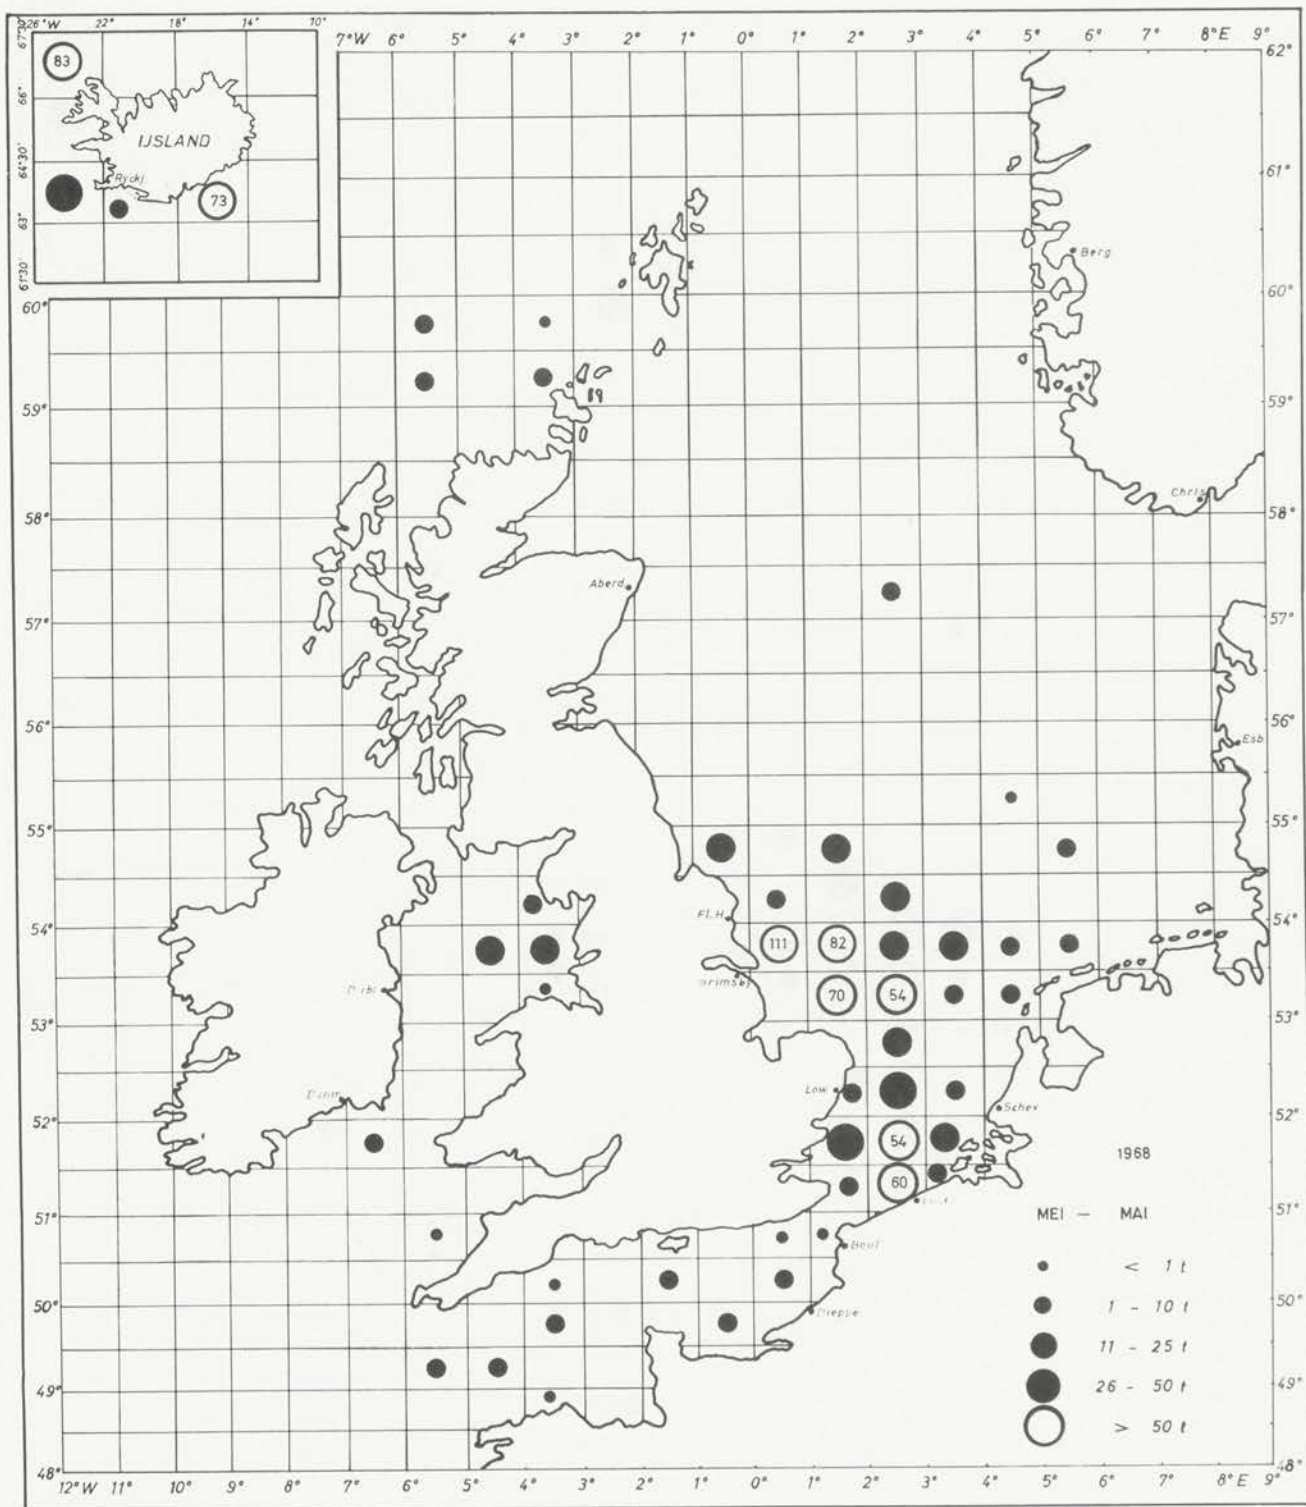 26°W 22° 18° 14° 10°
7°W 6° 5° 4° 3° 2° 1° 0° 1° 2° 3° 4° 5° 6° 7° 8°E 9°
62°
83
66°
IJSLAND
64°30'
Ryckj
73
63°
61°30'
61°
Berg
60° 60°
59° 59°
Chris
58° 58°
Aberd
57° 57°
56° 56°
Esb
55° 55°
54° 54°
Fl.H
111 82
70 54
53° 53°
Low
Schev
52° 52°
54
1968
60
51° 51°
MEI — MAI
Boul
< 1 t
50° 50°
Dieppe
1 - 10 t
11 - 25 t
49° 49°
26 - 50 t
> 50 t
48° 48°
12°W 11° 10° 9° 8° 7° 6° 5° 4° 3° 2° 1° 0° 1° 2° 3° 4° 5° 6° 7° 8°E 9°